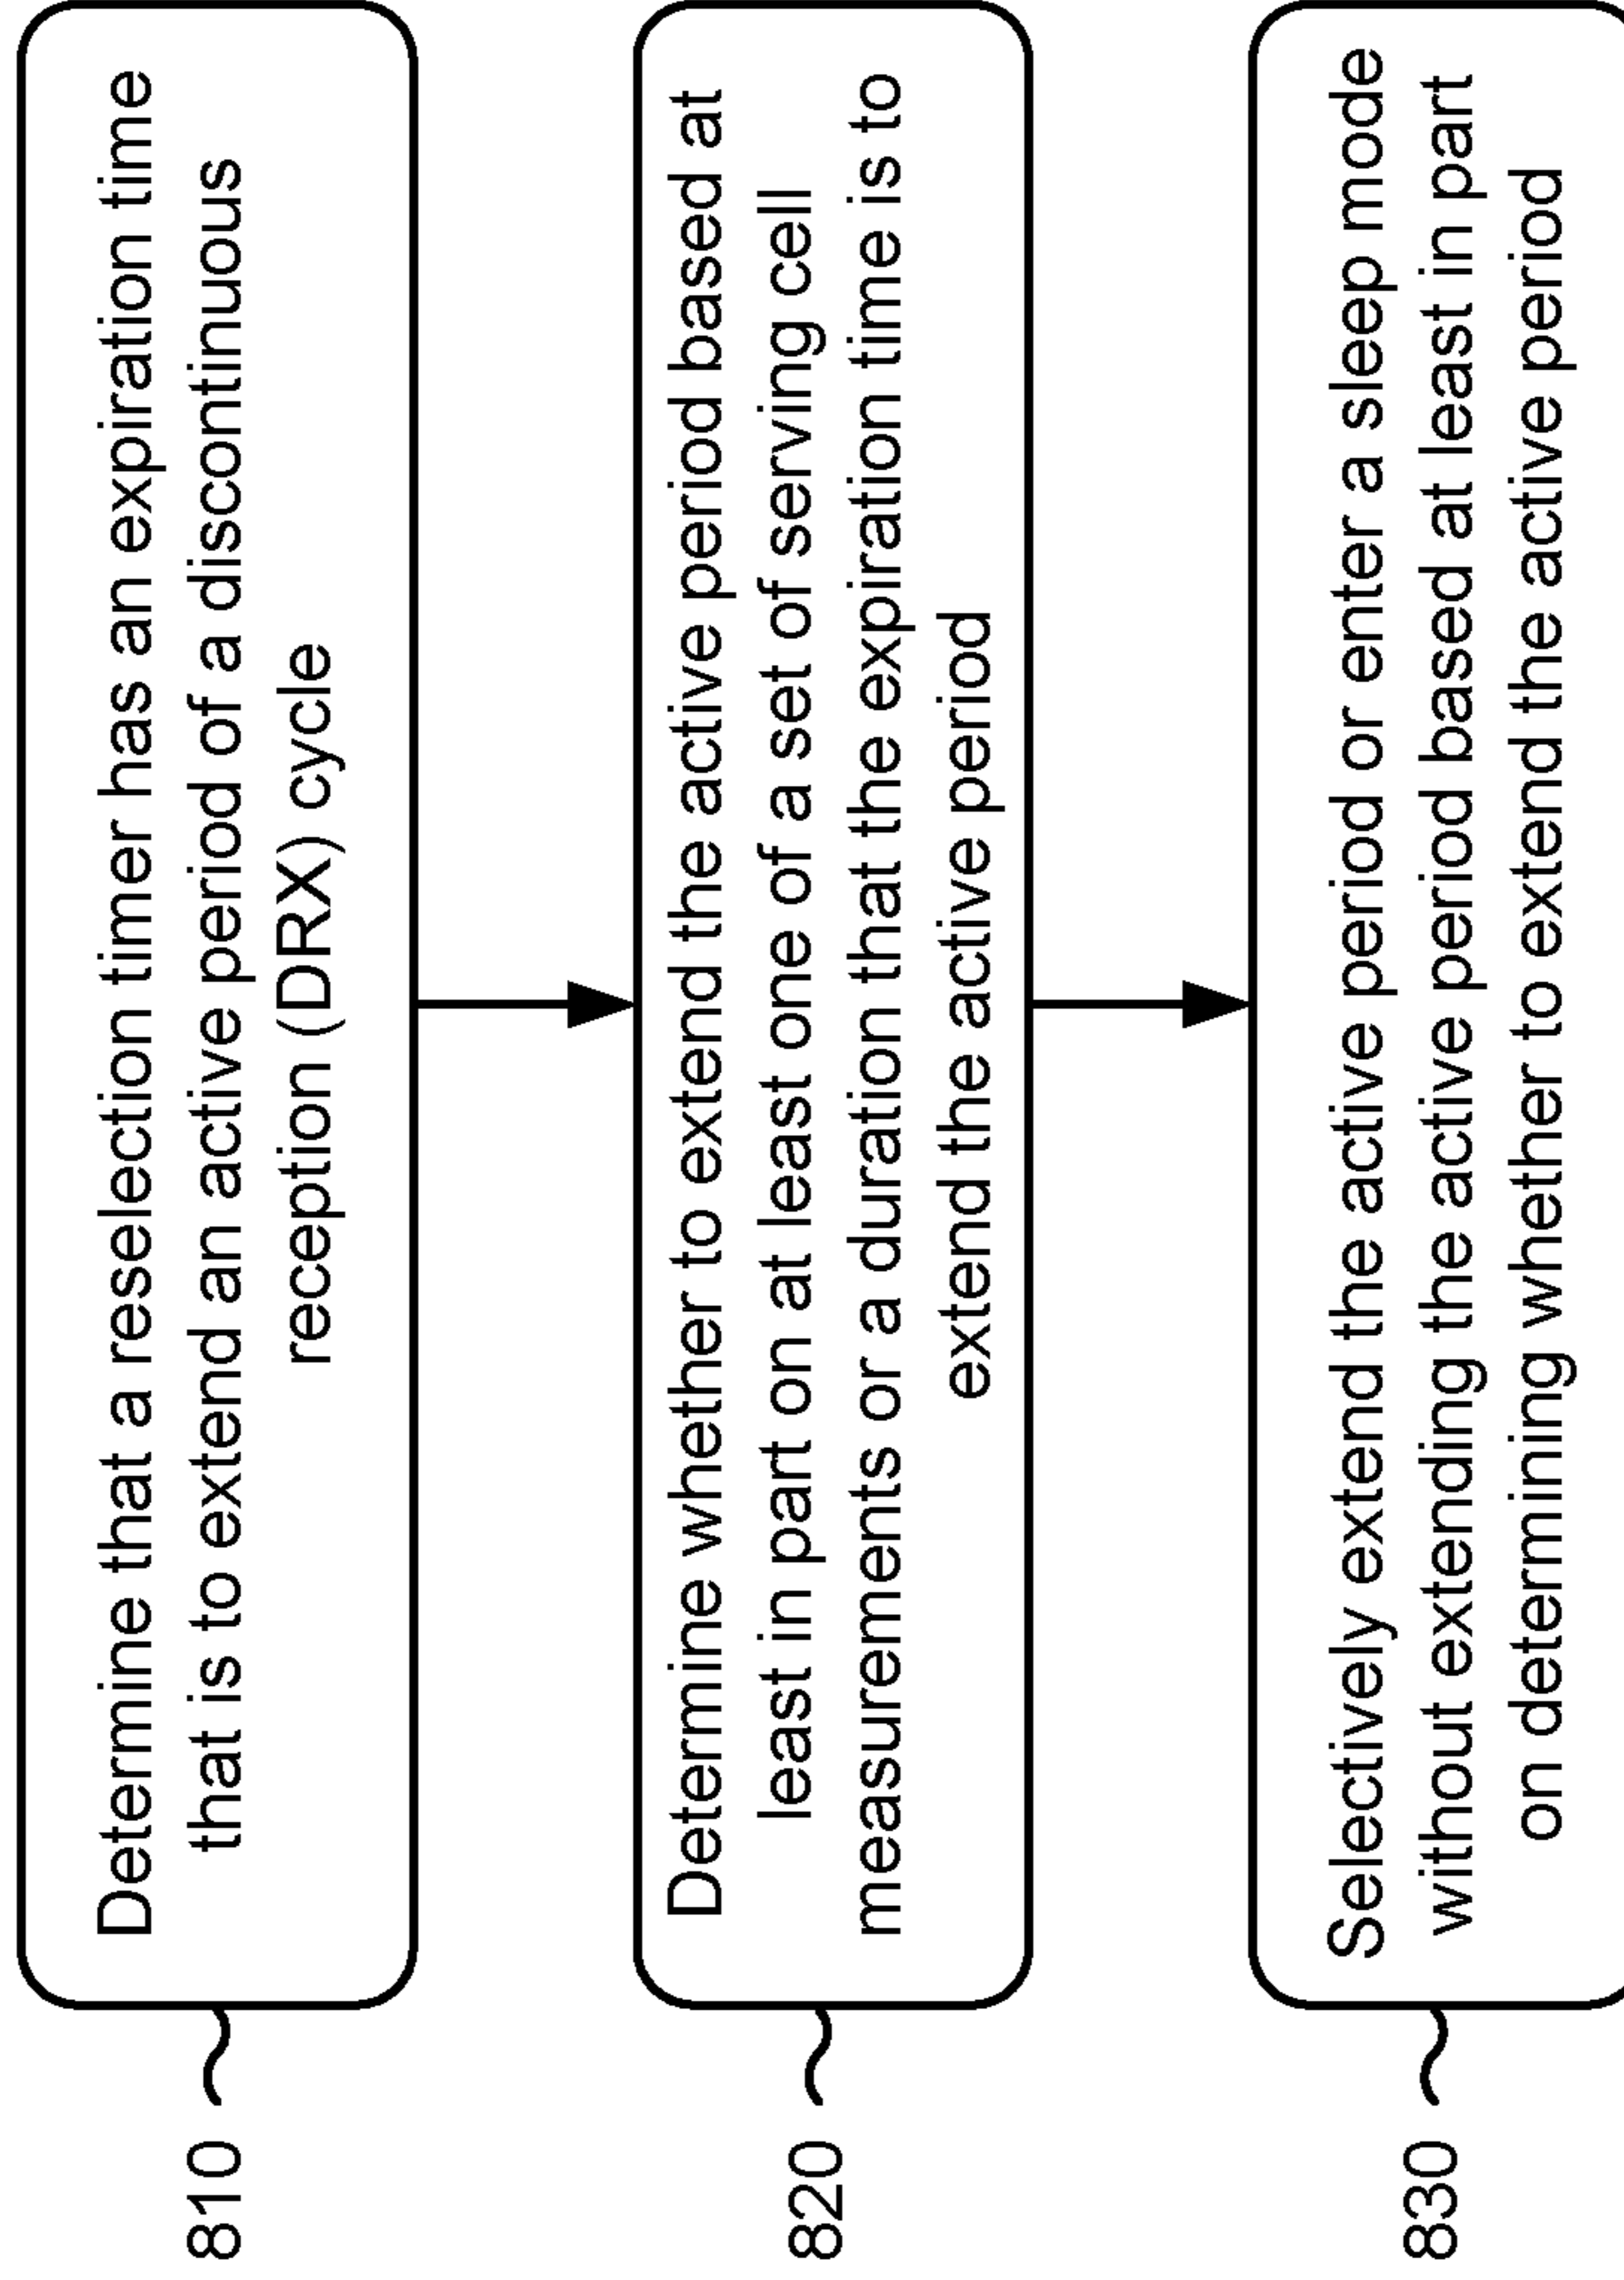 810
Determine that a reselection timer has an expiration time
that is to extend an active period of a discontinuous
reception (DRX) cycle
820
Determine whether to extend the active period based at
least in part on at least one of a set of serving cell
measurements or a duration that the expiration time is to
extend the active period
830
Selectively extend the active period or enter a sleep mode
without extending the active period based at least in part
on determining whether to extend the active period